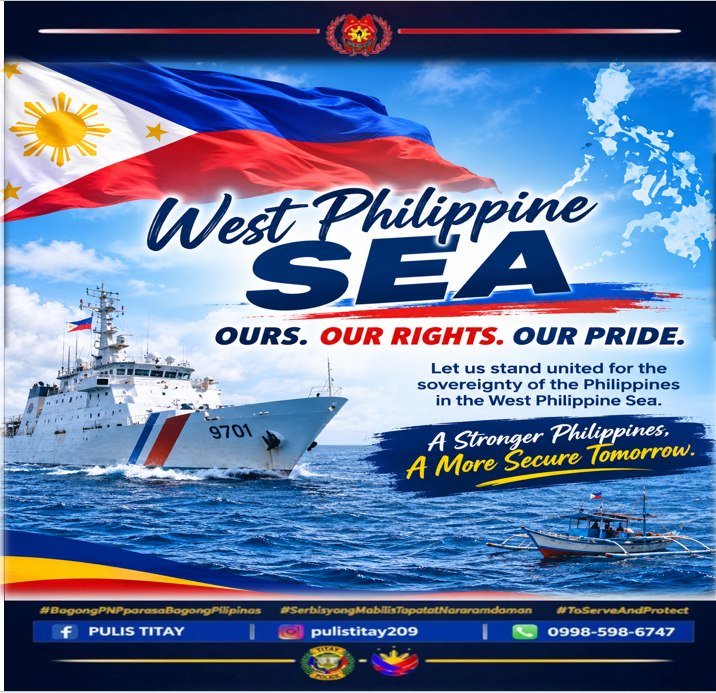 West Philippine
SEA
OURS. OUR RIGHTS. OUR PRIDE.
Let us stand united for the
sovereignty of the Philippines
in the West Philippine Sea.
A Stronger Philippines,
A More Secure Tomorrow.
9701
#BagongPNPparasaBagongPilipinas #SerbisyongMabilisTapatatNararamdaman #ToServeAndProtect
PULIS TITAY | pulistitay209 | 0998-598-6747
TITAY
POLICE